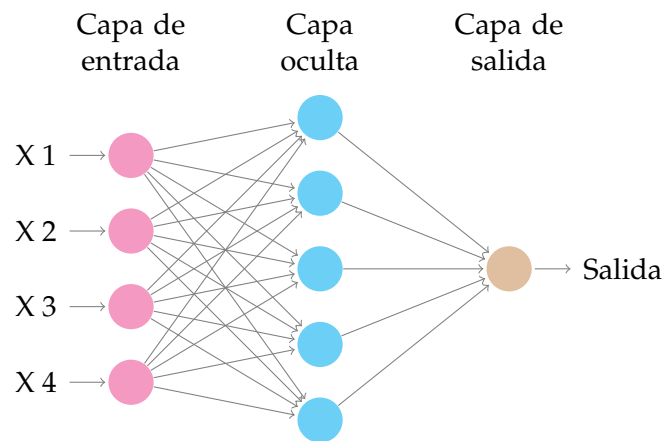 Capa de
entrada
Capa
oculta
Capa de
salida
X 1
X 2
X 3
X 4
Salida